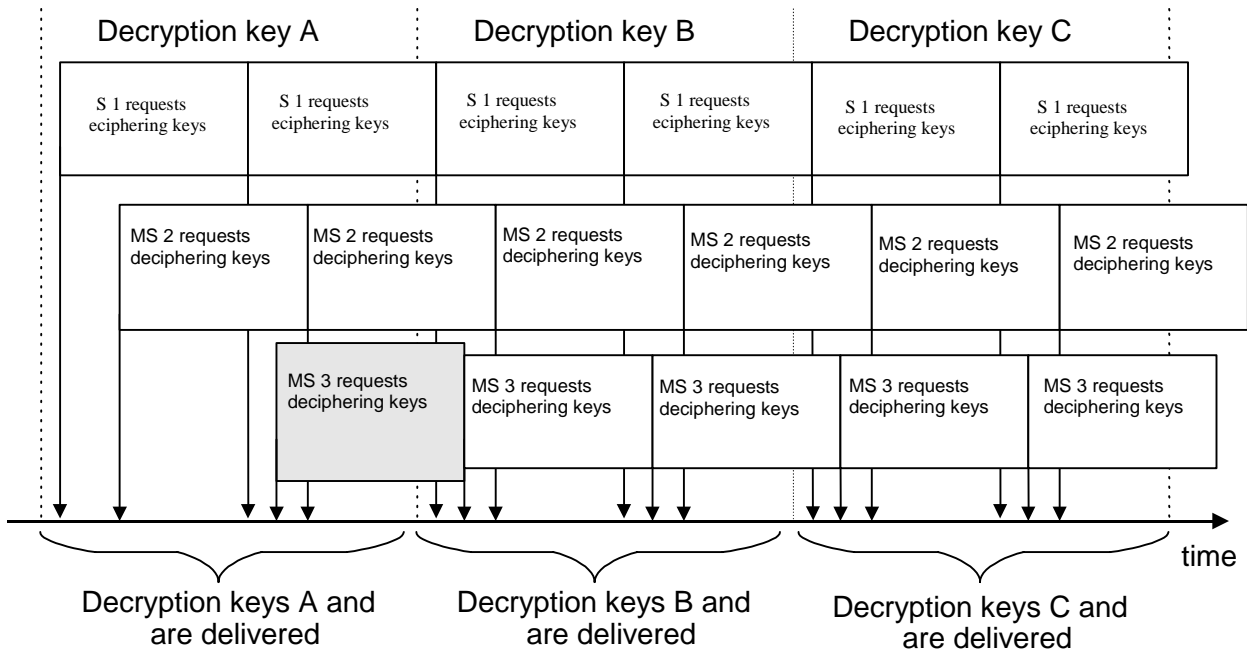 Decryption key A
Decryption key B
Decryption key C
S 1 requests
eciphering keys
S 1 requests
eciphering keys
S 1 requests
eciphering keys
S 1 requests
eciphering keys
S 1 requests
eciphering keys
S 1 requests
eciphering keys
MS 2 requests
deciphering keys
MS 2 requests
deciphering keys
MS 2 requests
deciphering keys
MS 2 requests
deciphering keys
MS 2 requests
deciphering keys
MS 2 requests
deciphering keys
MS 3 requests
deciphering keys
MS 3 requests
deciphering keys
MS 3 requests
deciphering keys
MS 3 requests
deciphering keys
MS 3 requests
deciphering keys
time
Decryption keys A and
are delivered
Decryption keys B and
are delivered
Decryption keys C and
are delivered